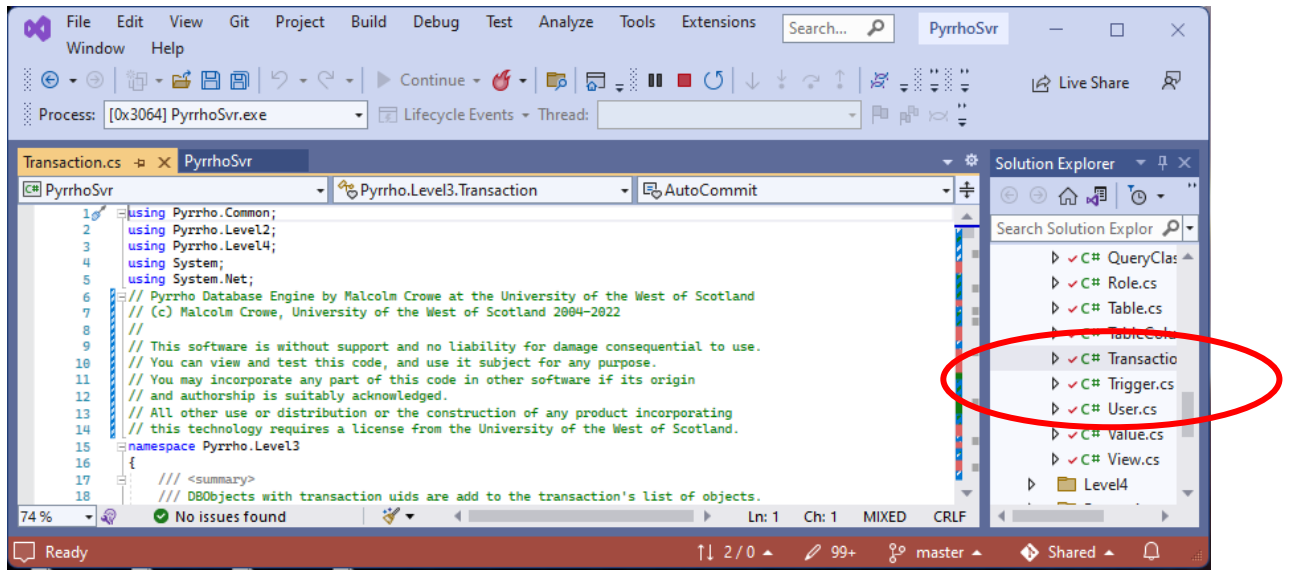 File Edit View Git Project Build Debug Test Analyze Tools Extensions Search... PyrrhoSvr
Window Help
Continue Live Share
Process: [0x3064] PyrrhoSvr.exe Lifecycle Events Thread:
Transaction.cs PyrrhoSvr Solution Explorer
C# PyrrhoSvr Pyrrho.Level3.Transaction AutoCommit
Search Solution Explor
1 using Pyrrho.Common;
2 using Pyrrho.Level2;
3 using Pyrrho.Level4;
4 using System;
5 using System.Net;
6 // Pyrrho Database Engine by Malcolm Crowe at the University of the West of Scotland
7 // (c) Malcolm Crowe, University of the West of Scotland 2004-2022
8 //
9 // This software is without support and no liability for damage consequential to use.
10 // You can view and test this code, and use it subject for any purpose.
11 // You may incorporate any part of this code in other software if its origin
12 // and authorship is suitably acknowledged.
13 // All other use or distribution or the construction of any product incorporating
14 // this technology requires a license from the University of the West of Scotland.
15 namespace Pyrrho.Level3
16 {
17 /// <summary>
18 /// DBObjects with transaction uids are add to the transaction's list of objects.
C# QueryClas
C# Role.cs
C# Table.cs
C# TableColu
C# Transactio
C# Trigger.cs
C# User.cs
C# Value.cs
C# View.cs
Level4
74 % No issues found Ln: 1 Ch: 1 MIXED CRLF
Ready 2 / 0 99+ master Shared